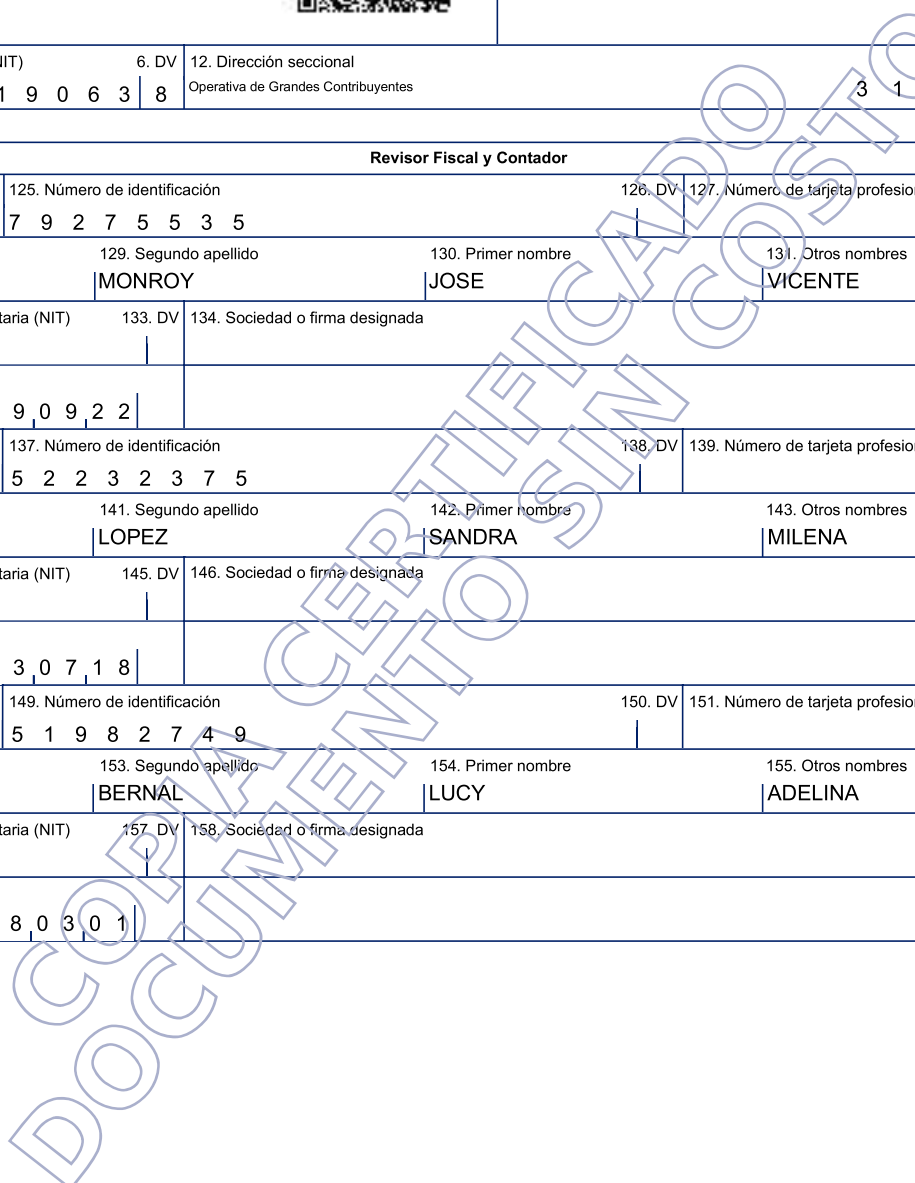 NIT) 6. DV 12. Dirección seccional
1 9 0 6 3 8 Operativa de Grandes Contribuyentes 3 1
Revisor Fiscal y Contador
125. Número de identificación 126. DV 127. Número de tarjeta profesio
7 9 2 7 5 5 3 5
129. Segundo apellido 130. Primer nombre 131. Otros nombres
MONROY JOSE VICENTE
taria (NIT) 133. DV 134. Sociedad o firma designada
9 0 9 2 2
137. Número de identificación 138. DV 139. Número de tarjeta profesio
5 2 2 3 2 3 7 5
141. Segundo apellido 142. Primer nombre 143. Otros nombres
LOPEZ SANDRA MILENA
taria (NIT) 145. DV 146. Sociedad o firma designada
3 0 7 1 8
149. Número de identificación 150. DV 151. Número de tarjeta profesio
5 1 9 8 2 7 4 9
153. Segundo apellido 154. Primer nombre 155. Otros nombres
BERNAL LUCY ADELINA
taria (NIT) 157. DV 158. Sociedad o firma designada
8 0 3 0 1
COPIA CERTIFICADO
DOCUMENTO SIN COSTO